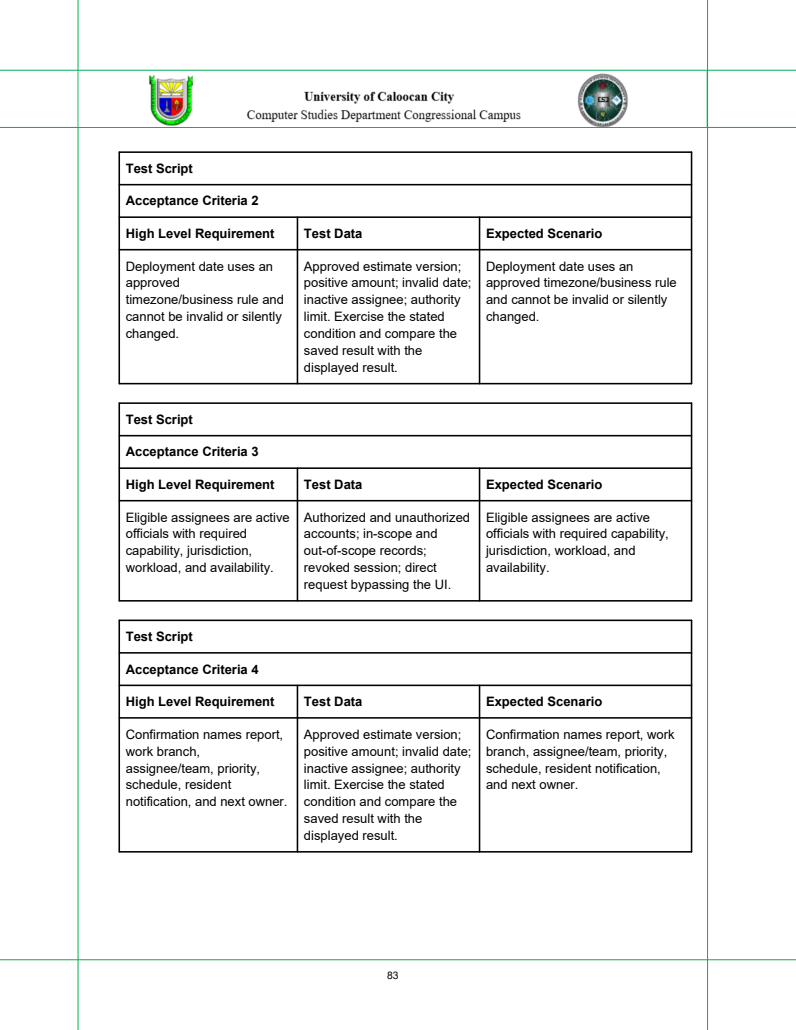 University of Caloocan City
Computer Studies Department Congressional Campus
Test Script
Acceptance Criteria 2
High Level Requirement
Test Data
Expected Scenario
Deployment date uses an
approved
timezone/business rule and
cannot be invalid or silently
changed.
Approved estimate version;
positive amount; invalid date;
inactive assignee; authority
limit. Exercise the stated
condition and compare the
saved result with the
displayed result.
Deployment date uses an
approved timezone/business rule
and cannot be invalid or silently
changed.
Test Script
Acceptance Criteria 3
High Level Requirement
Test Data
Expected Scenario
Eligible assignees are active
officials with required
capability, jurisdiction,
workload, and availability.
Authorized and unauthorized
accounts; in-scope and
out-of-scope records;
revoked session; direct
request bypassing the UI.
Eligible assignees are active
officials with required capability,
jurisdiction, workload, and
availability.
Test Script
Acceptance Criteria 4
High Level Requirement
Test Data
Expected Scenario
Confirmation names report,
work branch,
assignee/team, priority,
schedule, resident
notification, and next owner.
Approved estimate version;
positive amount; invalid date;
inactive assignee; authority
limit. Exercise the stated
condition and compare the
saved result with the
displayed result.
Confirmation names report, work
branch, assignee/team, priority,
schedule, resident notification,
and next owner.
83